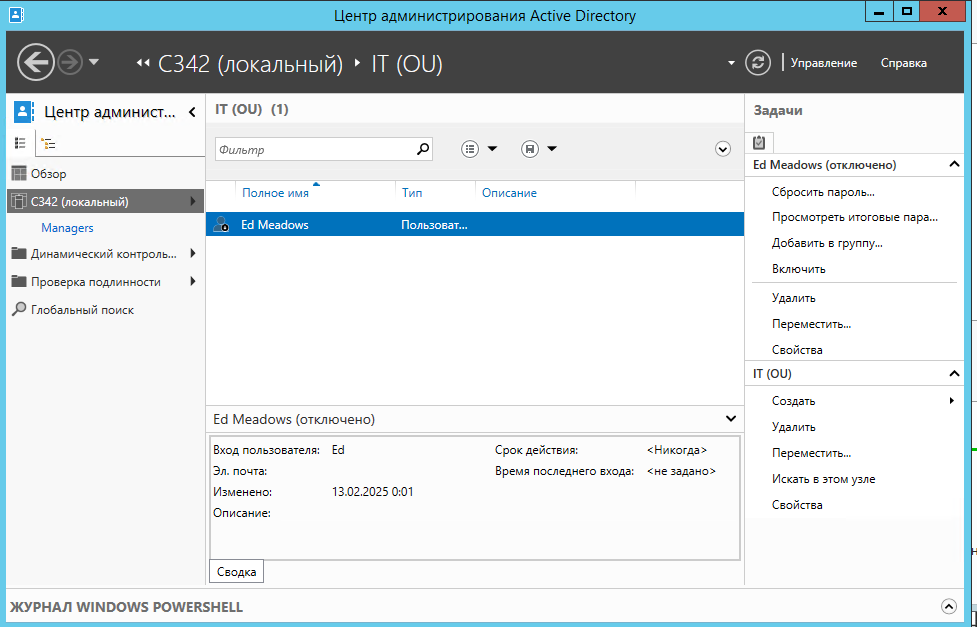 Центр администрирования Active Directory
C342 (локальный) IT (OU)
Управление
Справка
Центр админист...
Обзор
C342 (локальный)
Managers
Динамический контроль...
Проверка подлинности
Глобальный поиск
IT (OU) (1)
Фильтр
Полное имя Тип Описание
Ed Meadows Пользоват...
Ed Meadows (отключено)
Вход пользователя: Ed
Эл. почта:
Изменено: 13.02.2025 0:01
Описание:
Срок действия: <Никогда>
Время последнего входа: <не задано>
Сводка
Задачи
Ed Meadows (отключено)
Сбросить пароль...
Просмотреть итоговые пара...
Добавить в группу...
Включить
Удалить
Переместить...
Свойства
IT (OU)
Создать
Удалить
Переместить...
Искать в этом узле
Свойства
ЖУРНАЛ WINDOWS POWERSHELL